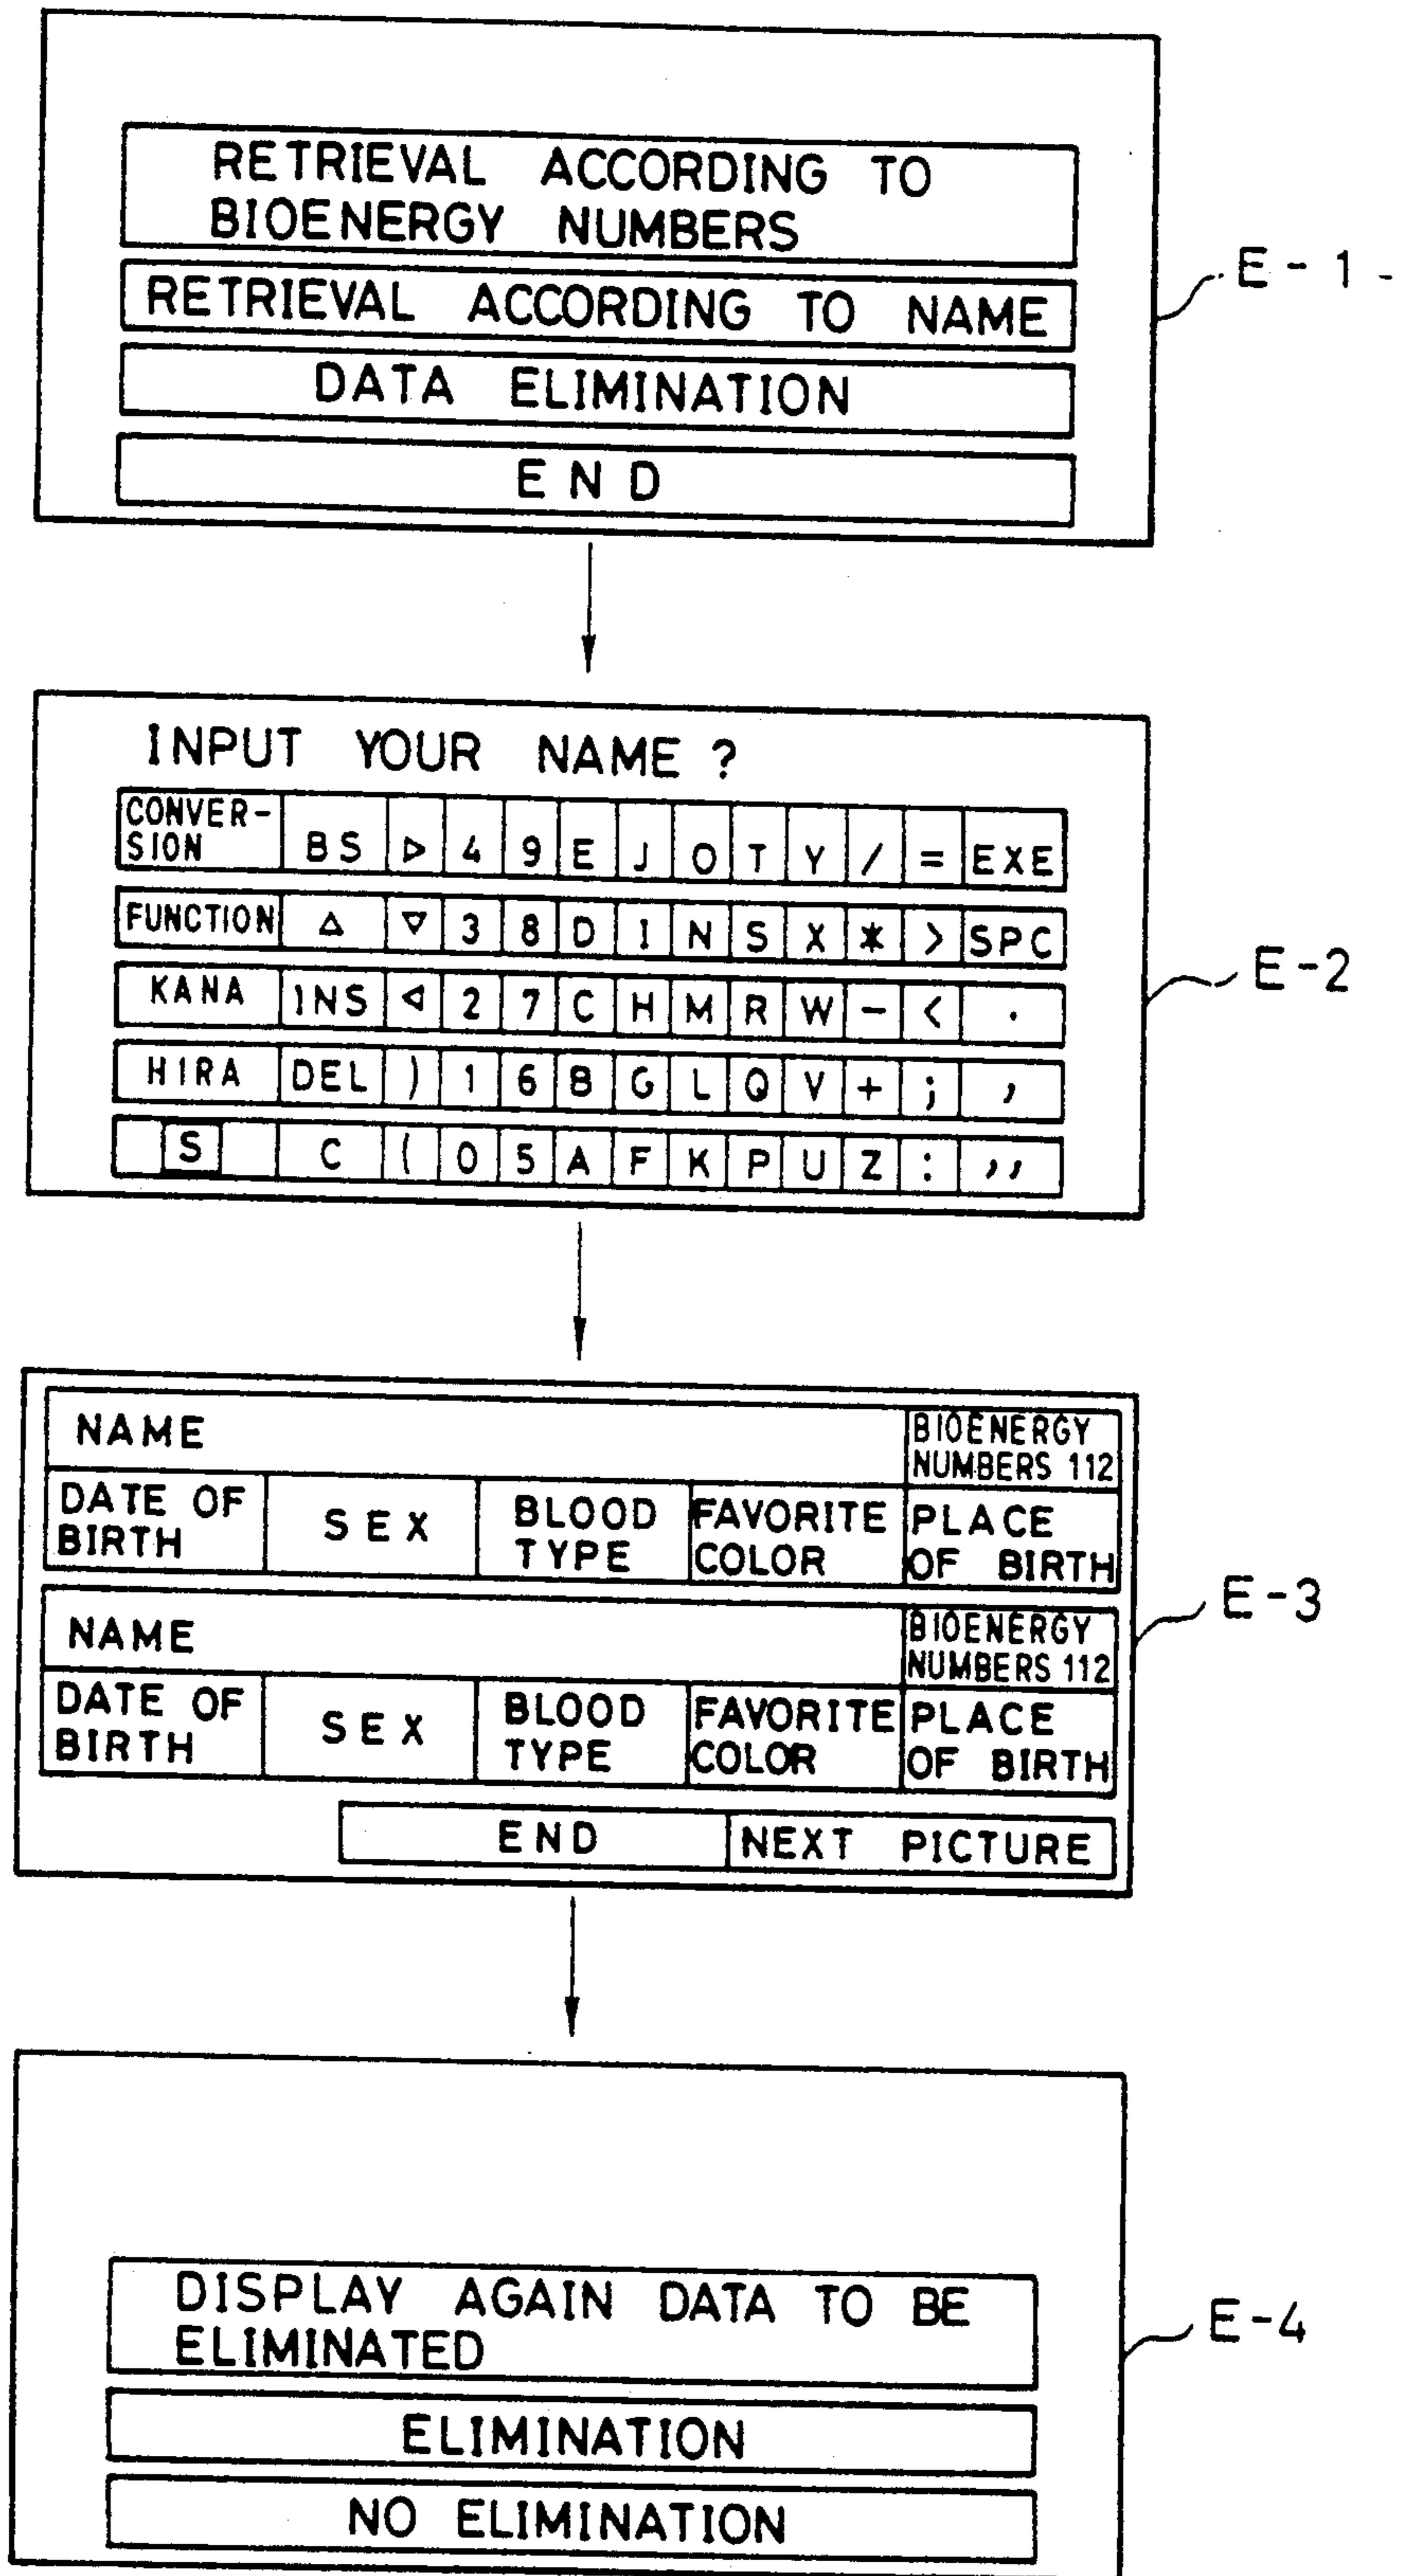 RETRIEVAL ACCORDING TO
BIOENERGY NUMBERS
RETRIEVAL ACCORDING TO NAME
DATA ELIMINATION
END
E-1
INPUT YOUR NAME ?
CONVER-
SION BS ▷ 4 9 E J O T Y / = EXE
FUNCTION △ ▽ 3 8 D I N S X * > SPC
KANA INS ◁ 2 7 C H M R W - < .
HIRA DEL ) 1 6 B G L Q V + ; ,
S C ( 0 5 A F K P U Z : ,,
E-2
NAME
BIOENERGY
NUMBERS 112
DATE OF
BIRTH
SEX
BLOOD
TYPE
FAVORITE
COLOR
PLACE
OF BIRTH
NAME
BIOENERGY
NUMBERS 112
DATE OF
BIRTH
SEX
BLOOD
TYPE
FAVORITE
COLOR
PLACE
OF BIRTH
END
NEXT PICTURE
E-3
DISPLAY AGAIN DATA TO BE
ELIMINATED
ELIMINATION
NO ELIMINATION
E-4